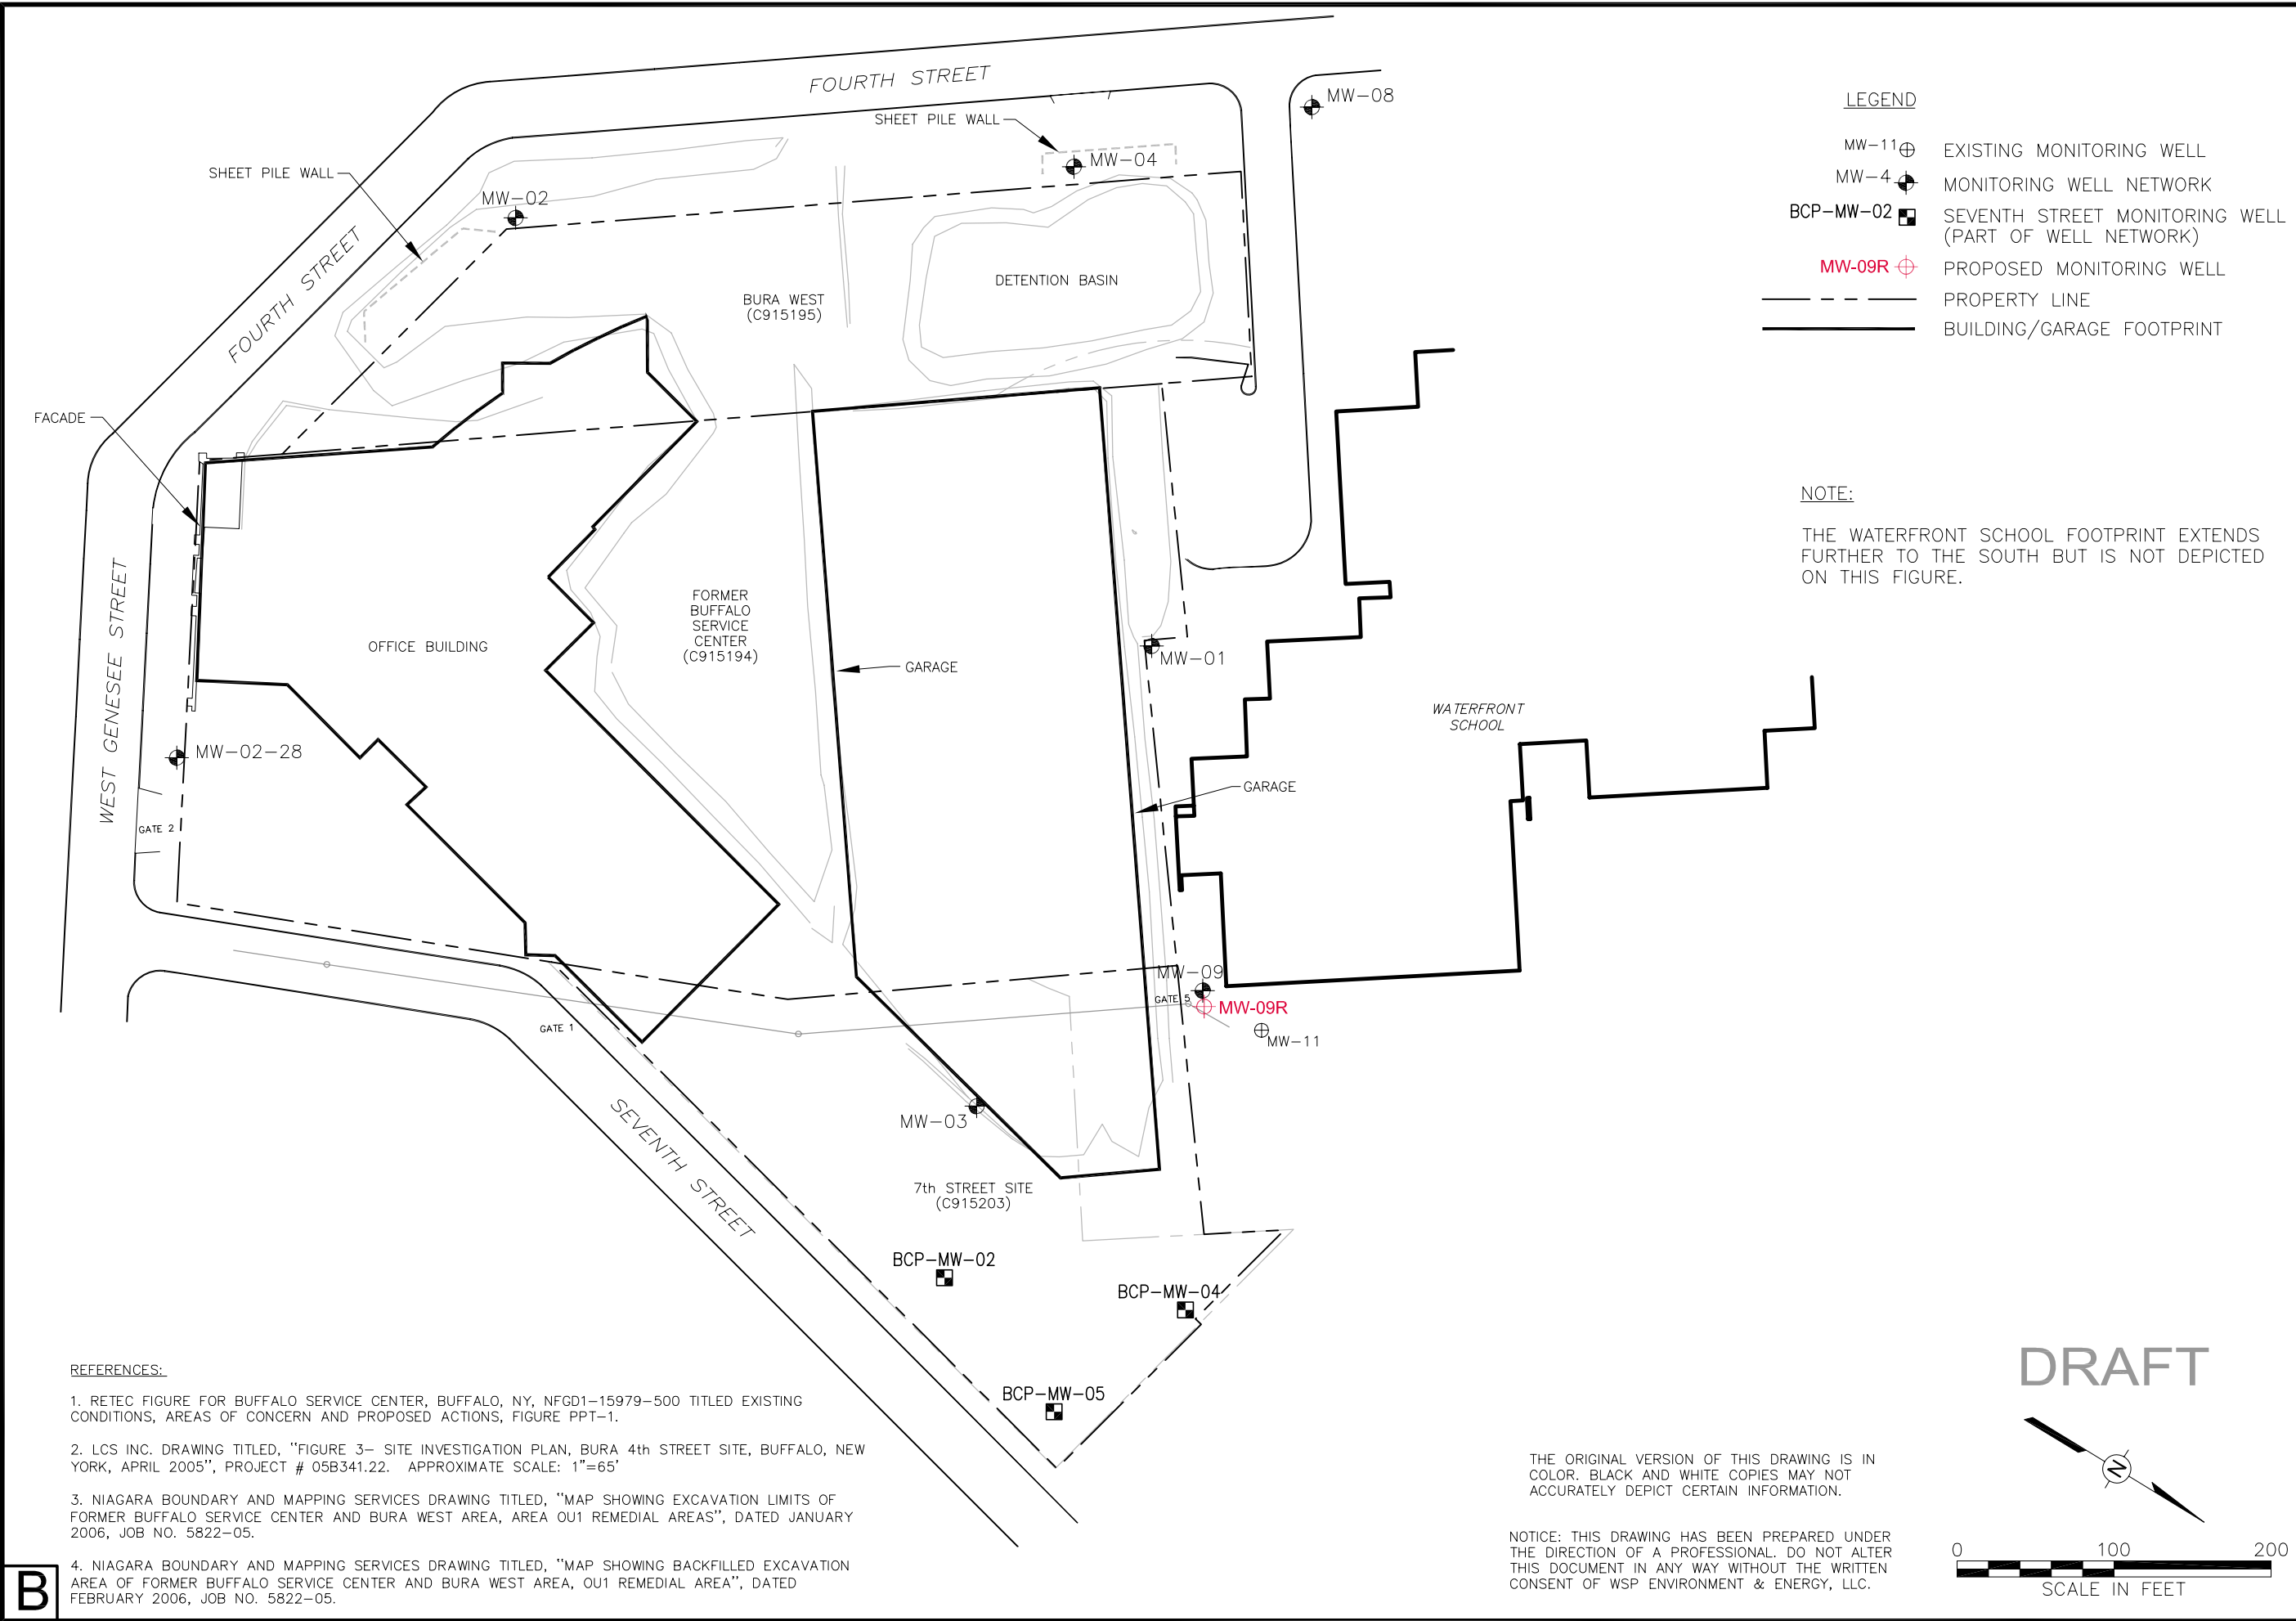 FOURTH STREET
MW-08
SHEET PILE WALL
MW-04
SHEET PILE WALL
MW-02
FOURTH STREET
BURA WEST
(C915195)
DETENTION BASIN
FACADE
WEST GENESEE STREET
OFFICE BUILDING
FORMER
BUFFALO
SERVICE
CENTER
(C915194)
GARAGE
MW-01
WATERFRONT
SCHOOL
MW-02-28
GARAGE
GATE 2
MW-09
GATE 5
MW-09R
GATE 1
MW-11
MW-03
SEVENTH STREET
7th STREET SITE
(C915203)
BCP-MW-02
BCP-MW-04
BCP-MW-05
LEGEND
MW-11 EXISTING MONITORING WELL
MW-4 MONITORING WELL NETWORK
BCP-MW-02 SEVENTH STREET MONITORING WELL
(PART OF WELL NETWORK)
MW-09R PROPOSED MONITORING WELL
PROPERTY LINE
BUILDING/GARAGE FOOTPRINT
NOTE:
THE WATERFRONT SCHOOL FOOTPRINT EXTENDS
FURTHER TO THE SOUTH BUT IS NOT DEPICTED
ON THIS FIGURE.
REFERENCES:
1. RETEC FIGURE FOR BUFFALO SERVICE CENTER, BUFFALO, NY, NFGD1-15979-500 TITLED EXISTING
CONDITIONS, AREAS OF CONCERN AND PROPOSED ACTIONS, FIGURE PPT-1.
2. LCS INC. DRAWING TITLED, "FIGURE 3- SITE INVESTIGATION PLAN, BURA 4th STREET SITE, BUFFALO, NEW
YORK, APRIL 2005", PROJECT # 05B341.22. APPROXIMATE SCALE: 1"=65'
3. NIAGARA BOUNDARY AND MAPPING SERVICES DRAWING TITLED, "MAP SHOWING EXCAVATION LIMITS OF
FORMER BUFFALO SERVICE CENTER AND BURA WEST AREA, AREA OU1 REMEDIAL AREAS", DATED JANUARY
2006, JOB NO. 5822-05.
4. NIAGARA BOUNDARY AND MAPPING SERVICES DRAWING TITLED, "MAP SHOWING BACKFILLED EXCAVATION
AREA OF FORMER BUFFALO SERVICE CENTER AND BURA WEST AREA, OU1 REMEDIAL AREA", DATED
FEBRUARY 2006, JOB NO. 5822-05.
B
THE ORIGINAL VERSION OF THIS DRAWING IS IN
COLOR. BLACK AND WHITE COPIES MAY NOT
ACCURATELY DEPICT CERTAIN INFORMATION.
NOTICE: THIS DRAWING HAS BEEN PREPARED UNDER
THE DIRECTION OF A PROFESSIONAL. DO NOT ALTER
THIS DOCUMENT IN ANY WAY WITHOUT THE WRITTEN
CONSENT OF WSP ENVIRONMENT & ENERGY, LLC.
DRAFT
N
0 100 200
SCALE IN FEET